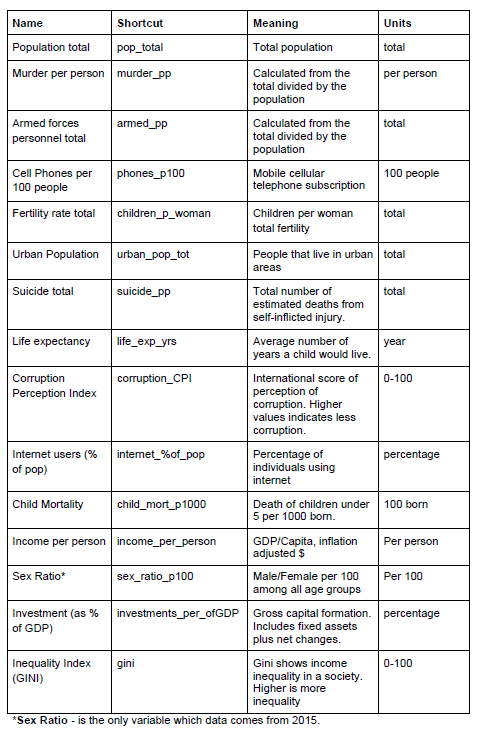 Name Shortcut Meaning Units
Population total pop_total Total population total
Murder per person murder_pp Calculated from the per person
total divided by the
population
Armed forces armed_pp Calculated from the total
personnel total total divided by the
population
Cell Phones per phones_p100 Mobile cellular 100 people
100 people telephone subscription
Fertility rate total children_p_woman Children per woman total
total fertility
Urban Population urban_pop_tot People that live in urban total
areas
Suicide total suicide_pp Total number of total
estimated deaths from
self-inflicted injury.
Life expectancy life_exp_yrs Average number of year
years a child would live.
Corruption corruption_CPI International score of 0-100
Perception Index perception of
corruption. Higher
values indicates less
corruption.
Internet users (% internet_%of_pop Percentage of percentage
of pop) individuals using
internet
Child Mortality child_mort_p1000 Death of children under 100 born
5 per 1000 born.
Income per person income_per_person GDP/Capita, inflation Per person
adjusted $
Sex Ratio* sex_ratio_p100 Male/Female per 100 Per 100
among all age groups
Investment (as % investments_per_ofGDP Gross capital formation. percentage
of GDP) Includes fixed assets
plus net changes.
Inequality Index gini Gini shows income 0-100
(GINI) inequality in a society.
Higher is more
inequality
*Sex Ratio - is the only variable which data comes from 2015.